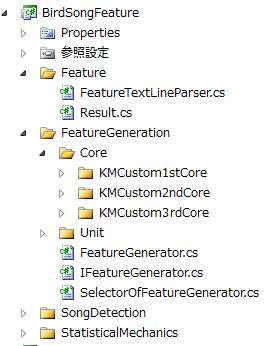 BirdSongFeature
Properties
参照設定
Feature
FeatureTextLineParser.cs
Result.cs
FeatureGeneration
Core
KMCustom1stCore
KMCustom2ndCore
KMCustom3rdCore
Unit
FeatureGenerator.cs
IFeatureGenerator.cs
SelectorOfFeatureGenerator.cs
SongDetection
StatisticalMechanics